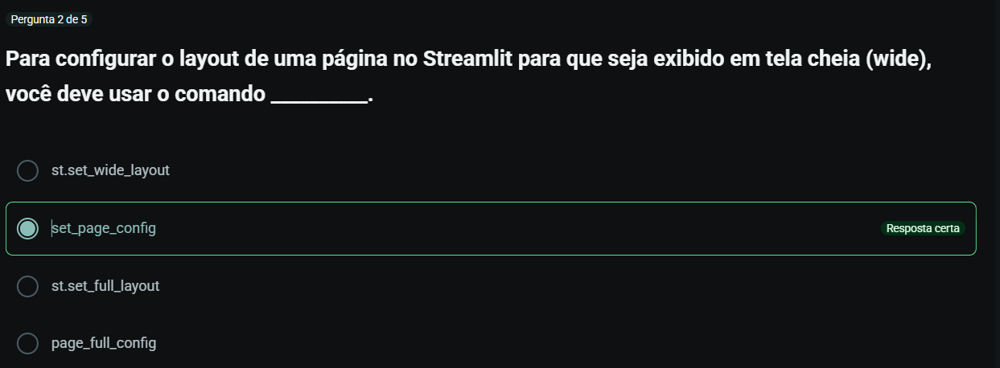 Pergunta 2 de 5
Para configurar o layout de uma página no Streamlit para que seja exibido em tela cheia (wide),
você deve usar o comando __________.
st.set_wide_layout
set_page_config
Resposta certa
st.set_full_layout
page_full_config